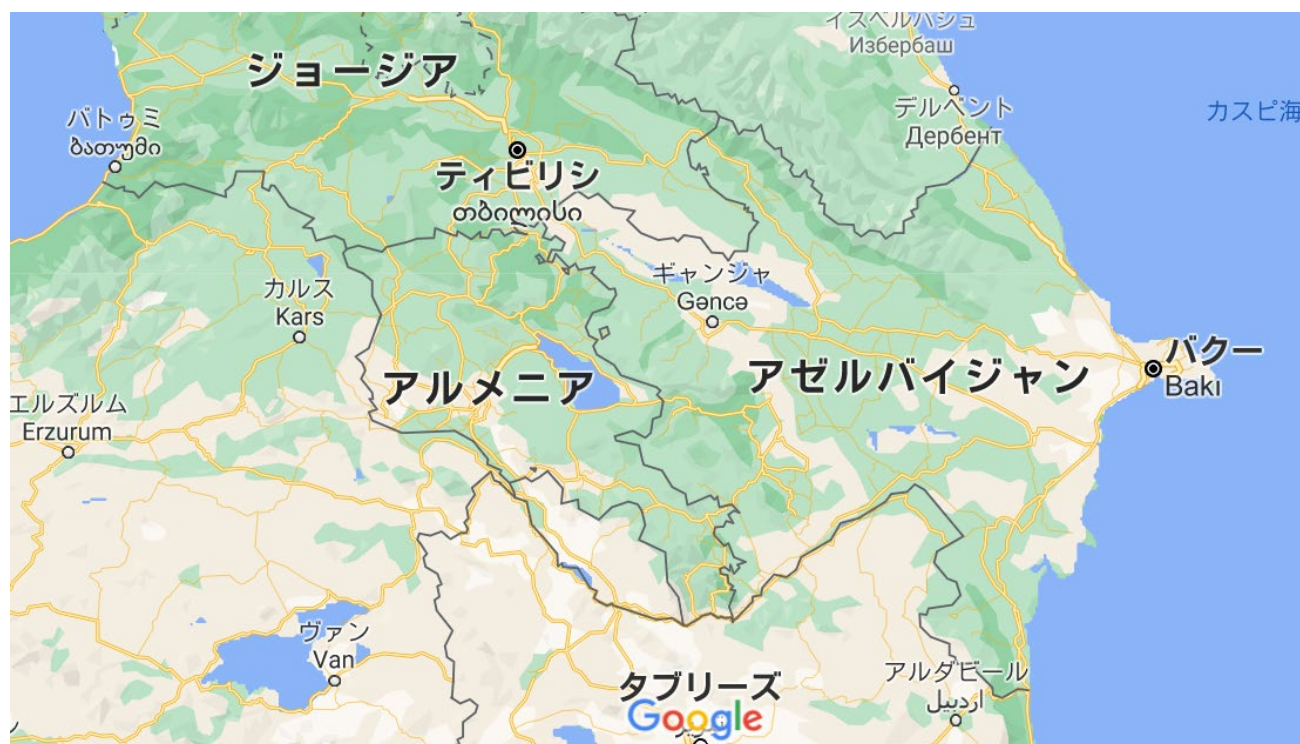 イズベルバシュ
Избербаш
ジョージア
バトゥミ
ბათუმი
デルベント
Дербент
カスピ海
ティビリシ
თბილისი
カルス
Kars
ギャンジャ
Gəncə
バクー
Bakı
アルメニア
アゼルバイジャン
エルズルム
Erzurum
ヴァン
Van
タブリーズ
アルダビール
اردبیل
Google